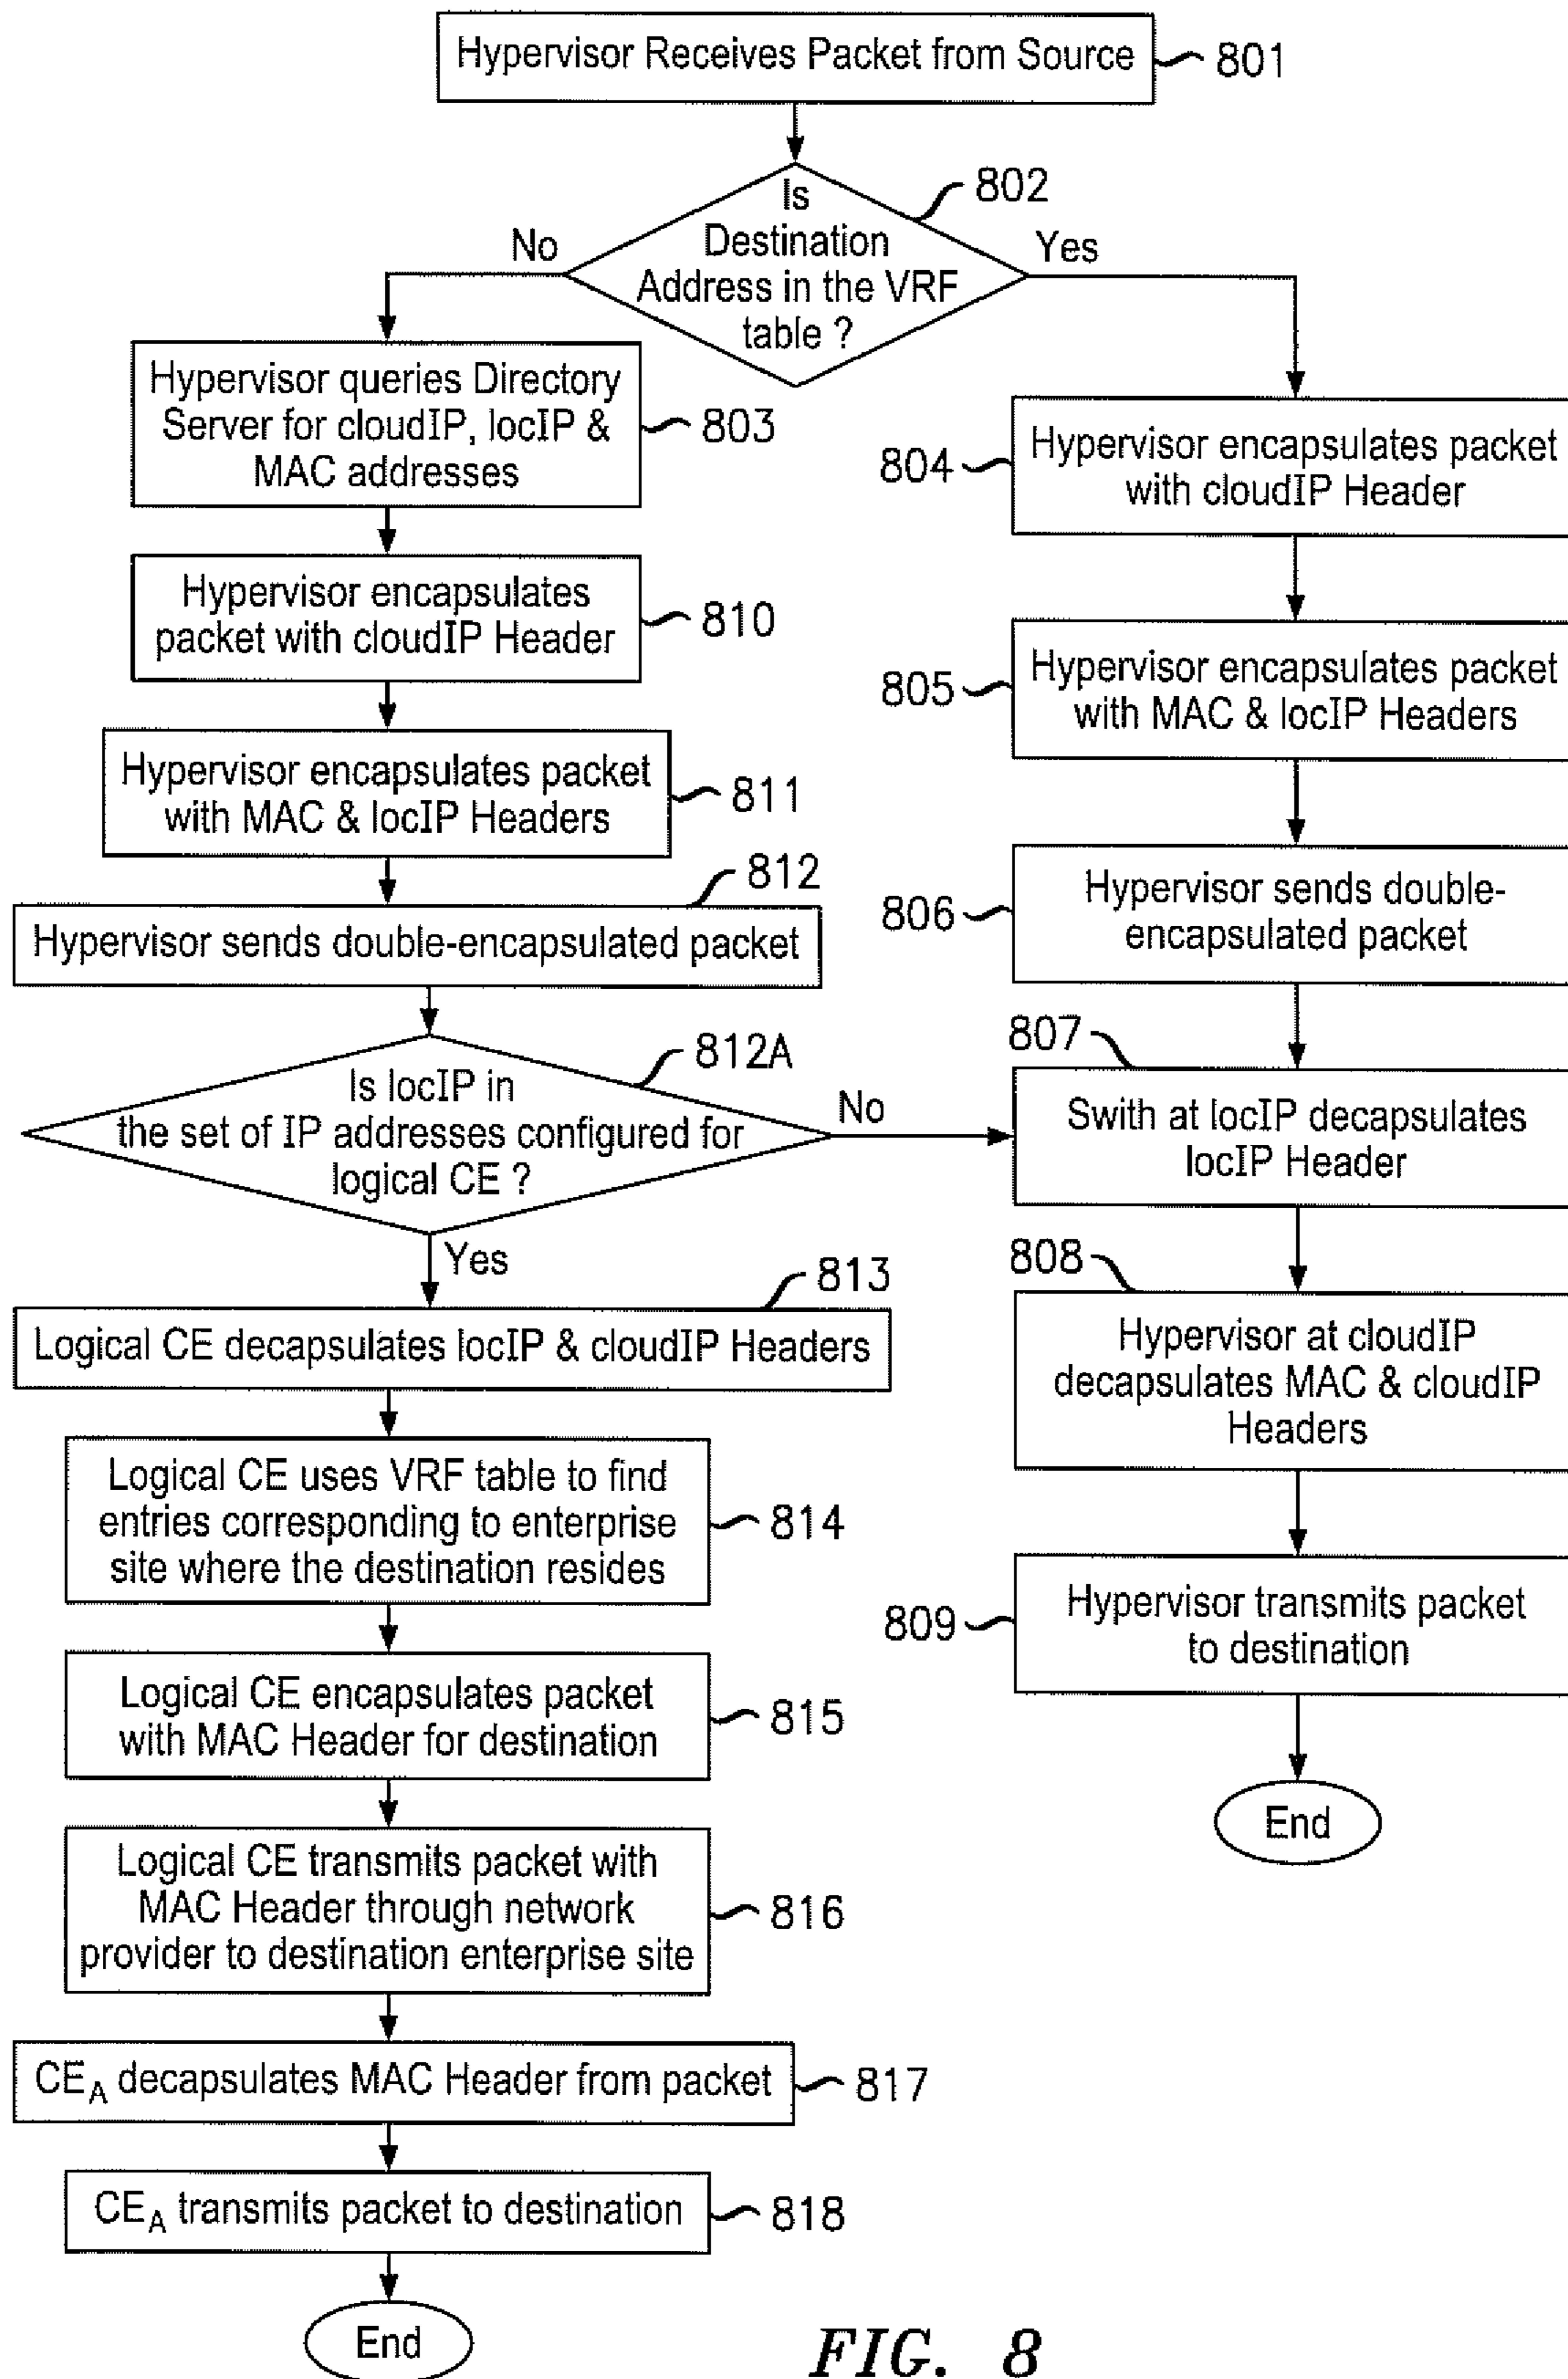 Hypervisor Receives Packet from Source
801
Is
Destination
Address in the VRF
table ?
802
No
Yes
Hypervisor queries Directory
Server for cloudIP, locIP &
MAC addresses
803
Hypervisor encapsulates
packet with cloudIP Header
810
Hypervisor encapsulates packet
with MAC & locIP Headers
811
812
Hypervisor sends double-encapsulated packet
Is locIP in
the set of IP addresses configured for
logical CE ?
812A
No
Yes
813
Logical CE decapsulates locIP & cloudIP Headers
Logical CE uses VRF table to find
entries corresponding to enterprise
site where the destination resides
814
Logical CE encapsulates packet
with MAC Header for destination
815
Logical CE transmits packet with
MAC Header through network
provider to destination enterprise site
816
CEA decapsulates MAC Header from packet
817
CEA transmits packet to destination
818
End
804
Hypervisor encapsulates packet
with cloudIP Header
805
Hypervisor encapsulates packet
with MAC & locIP Headers
806
Hypervisor sends double-
encapsulated packet
807
Swith at locIP decapsulates
locIP Header
808
Hypervisor at cloudIP
decapsulates MAC & cloudIP
Headers
809
Hypervisor transmits packet
to destination
End
FIG. 8